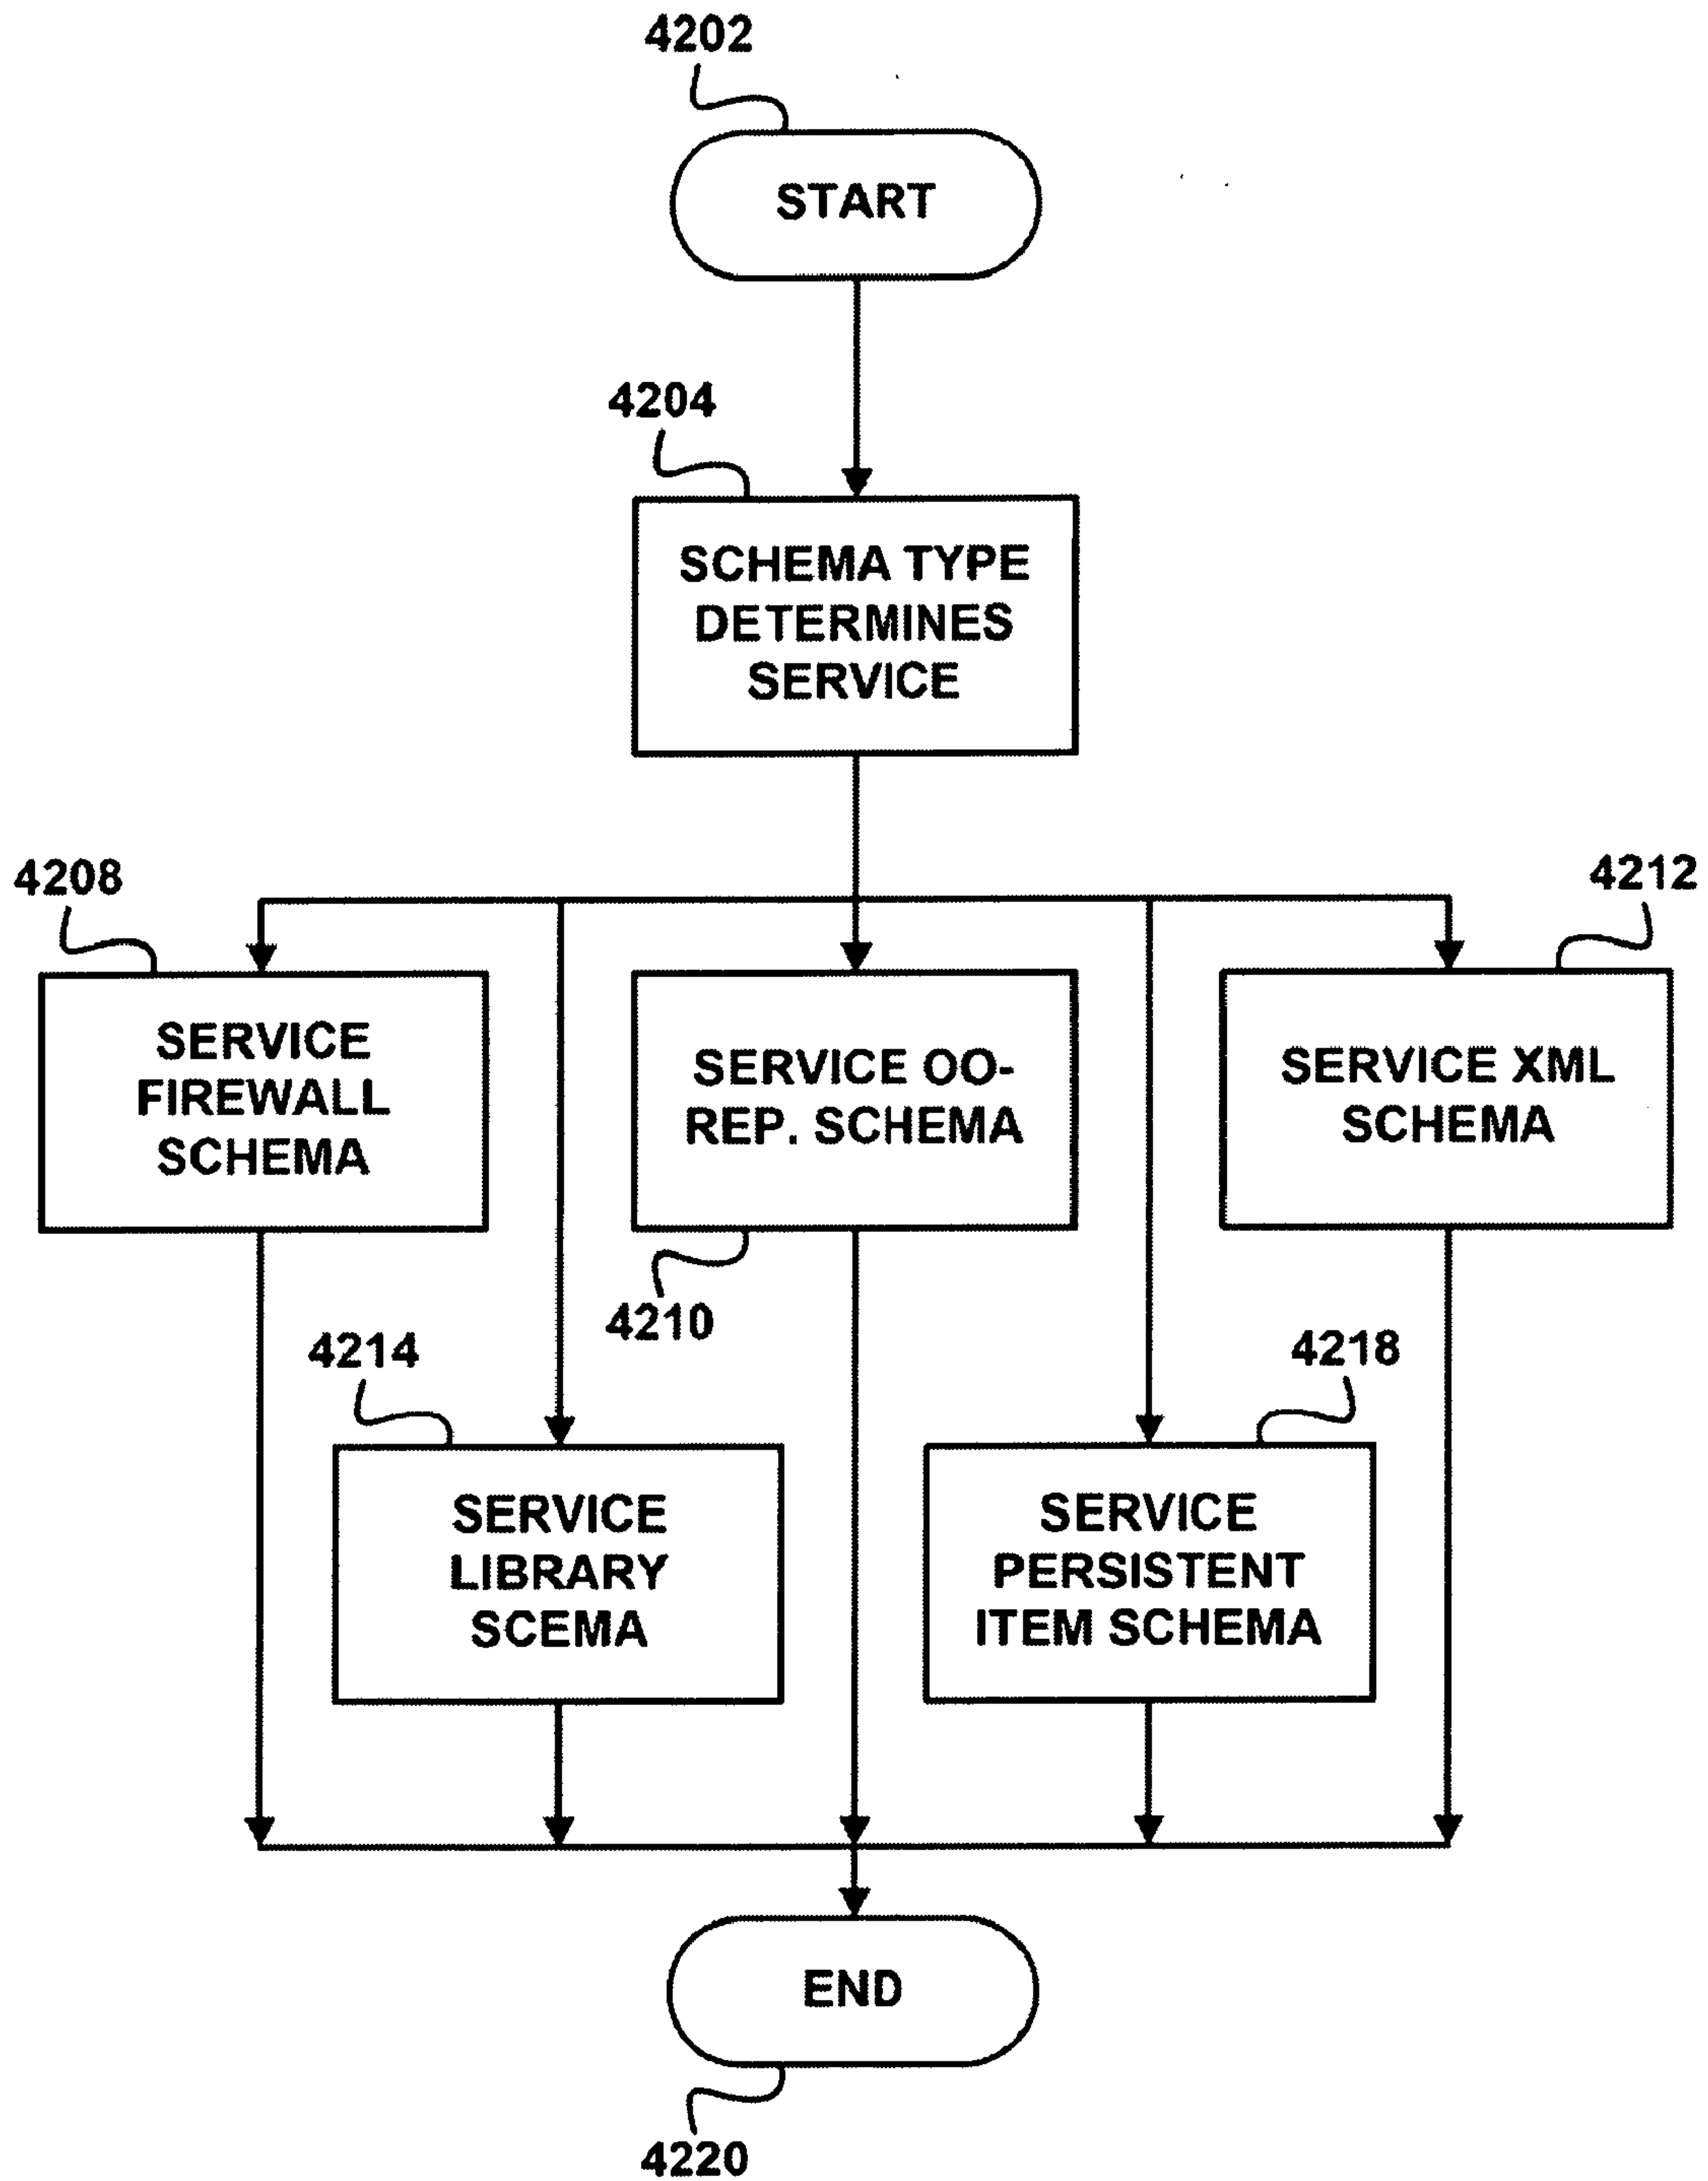 4202
START
4204
SCHEMA TYPE
DETERMINES
SERVICE
4208
4212
SERVICE
FIREWALL
SCHEMA
SERVICE OO-
REP. SCHEMA
SERVICE XML
SCHEMA
4210
4214
4218
SERVICE
LIBRARY
SCEMA
SERVICE
PERSISTENT
ITEM SCHEMA
END
4220